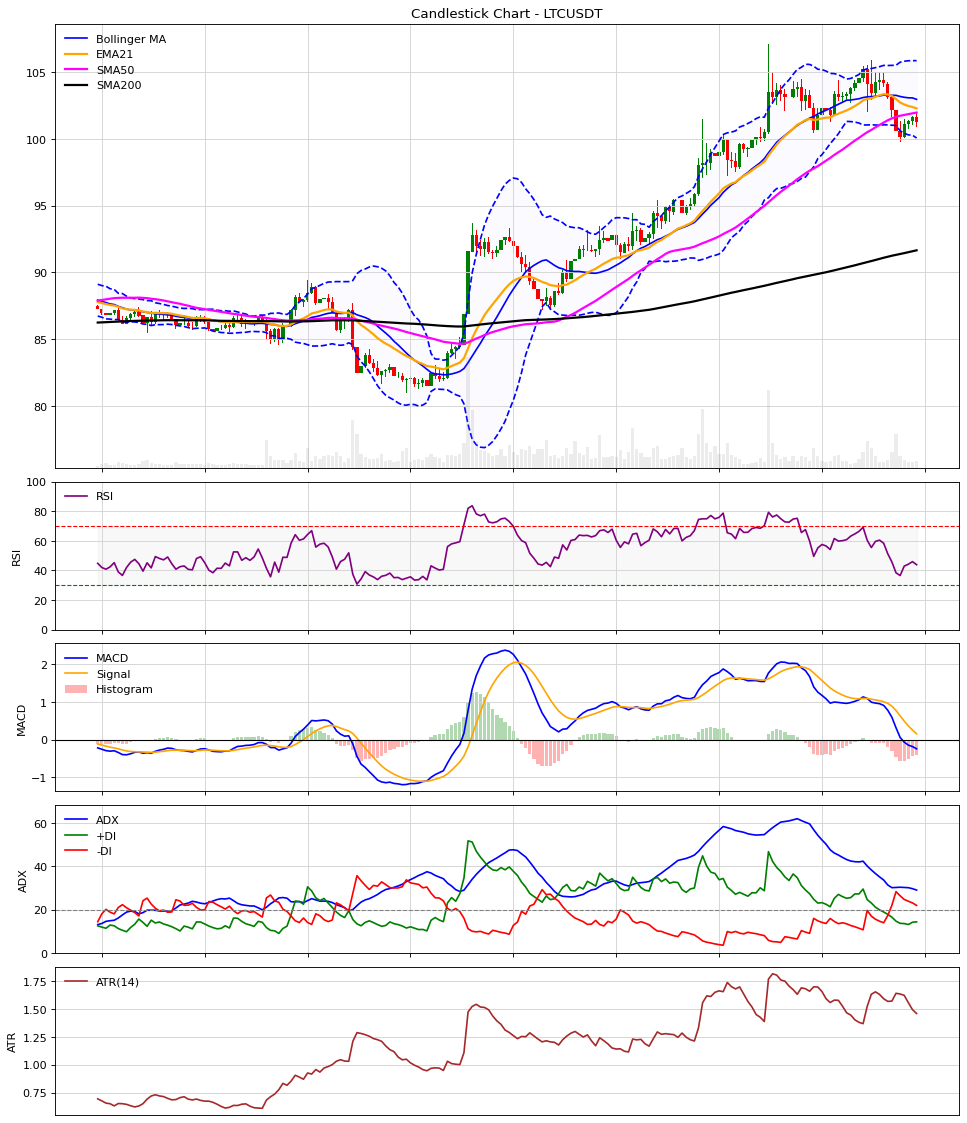 Candlestick Chart - LTCUSDT
Bollinger MA
EMA21
SMA50
SMA200
105
100
95
90
85
80
RSI
100
80
60
40
20
0
RSI
MACD
Signal
Histogram
2
1
0
−1
MACD
ADX
+DI
-DI
60
40
20
0
ADX
ATR(14)
1.75
1.50
1.25
1.00
0.75
ATR